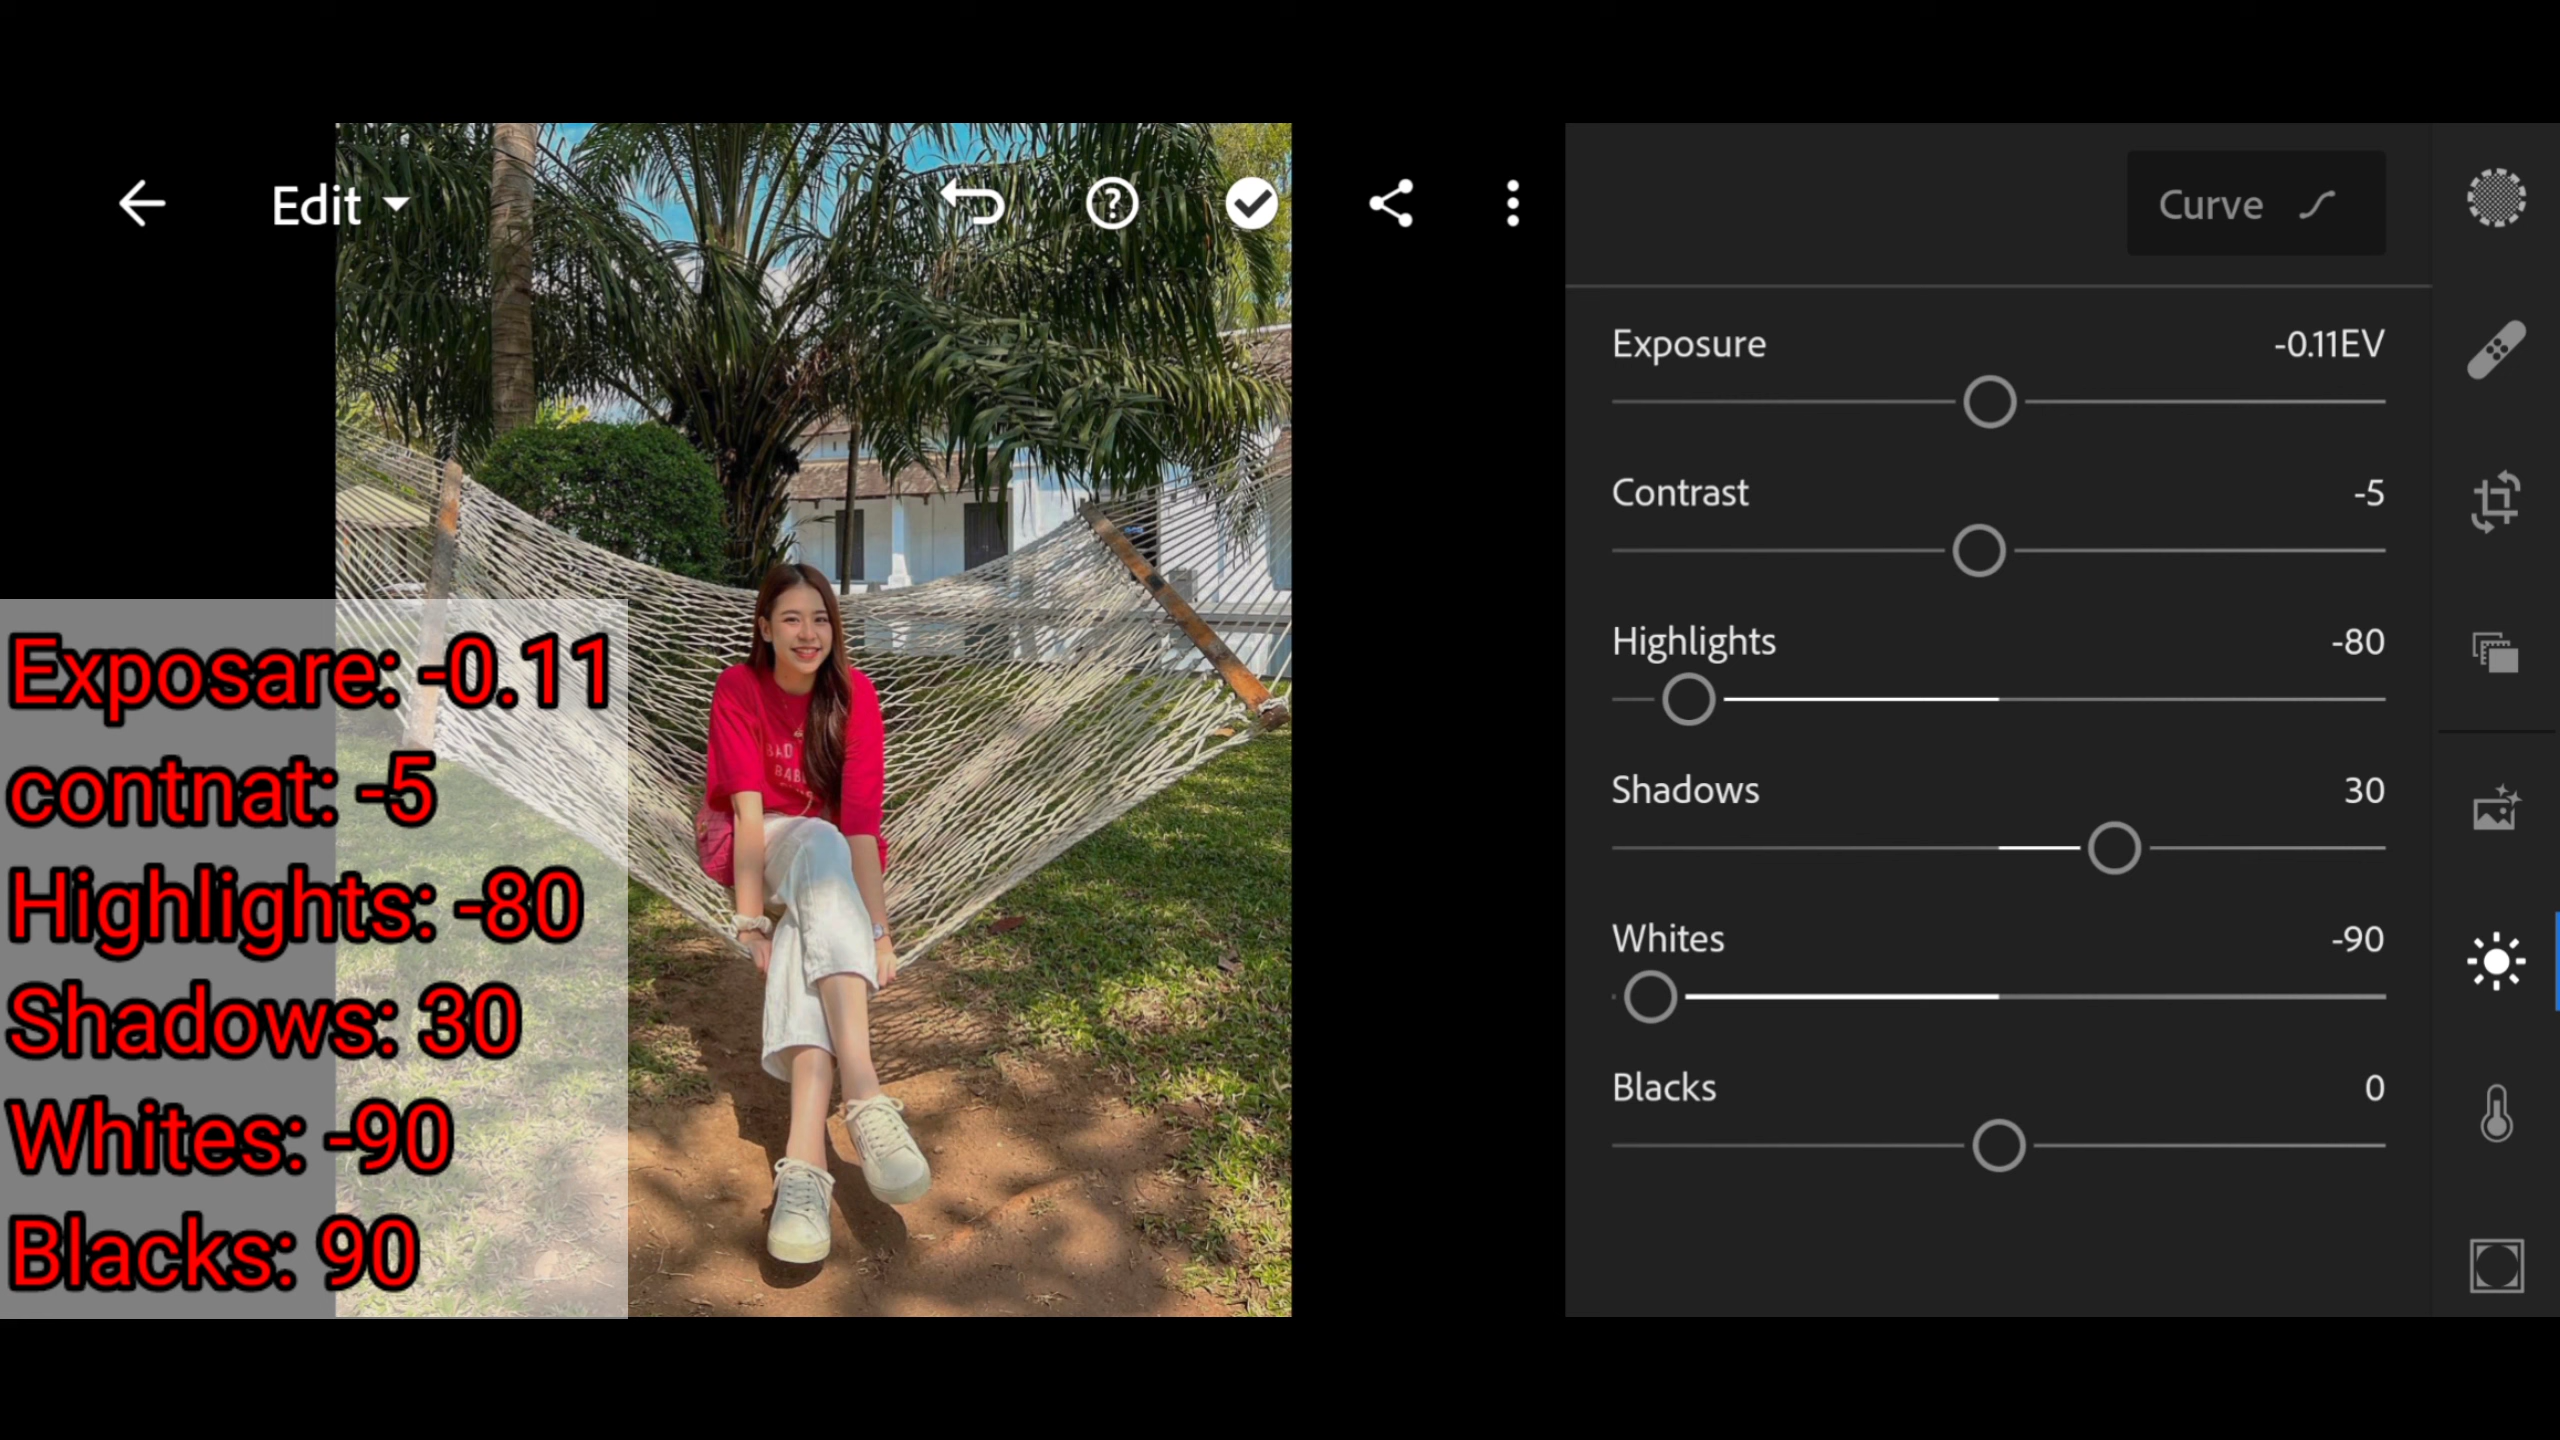 Edit
Curve
Exposure -0.11EV
Contrast -5
Highlights -80
Shadows 30
Whites -90
Blacks 0
Exposare: -0.11
contnat: -5
Highlights: -80
Shadows: 30
Whites: -90
Blacks: 90
BAD